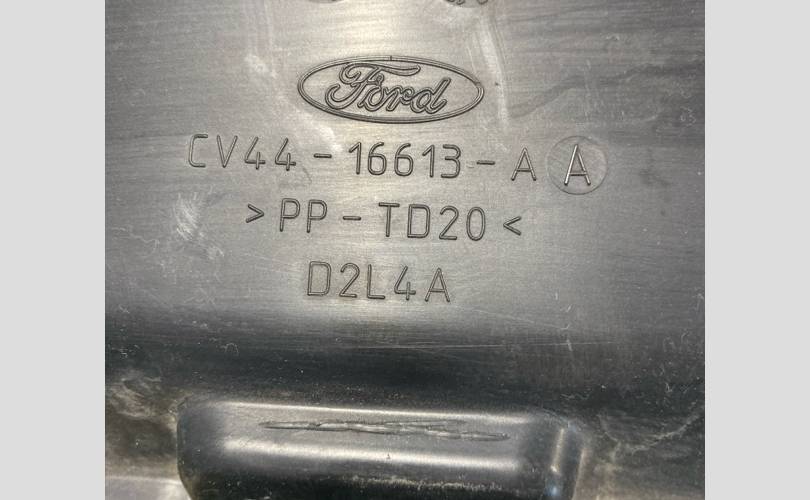 Ford
CV44-16613-A A
>PP-TD20<
D2L4A